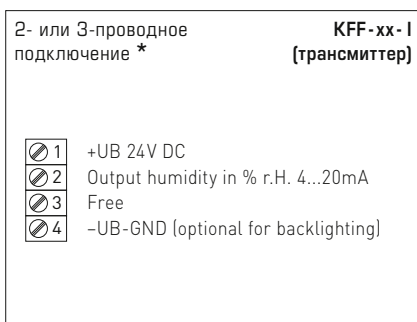 2- или 3-проводное
подключение *
KFF-xx-I
(трансмиттер)
1 +UB 24V DC
2 Output humidity in % r.H. 4...20mA
3 Free
4 –UB-GND (optional for backlighting)